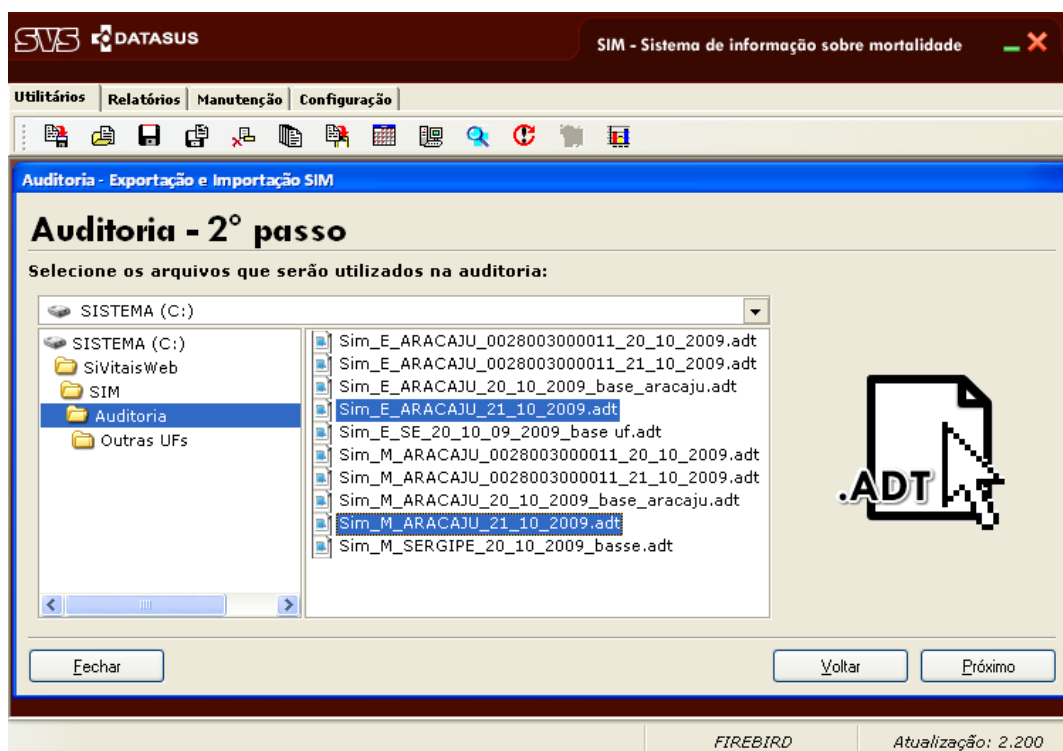 SVS DATASUS
SIM - Sistema de informação sobre mortalidade
Utilitários Relatórios Manutenção Configuração
Auditoria - Exportação e Importação SIM
Auditoria - 2° passo
Selecione os arquivos que serão utilizados na auditoria:
SISTEMA (C:)
SISTEMA (C:)
SiVitaisWeb
SIM
Auditoria
Outras UFs
Sim_E_ARACAJU_0028003000011_20_10_2009.adt
Sim_E_ARACAJU_0028003000011_21_10_2009.adt
Sim_E_ARACAJU_20_10_2009_base_aracaju.adt
Sim_E_ARACAJU_21_10_2009.adt
Sim_E_SE_20_10_09_2009_base uf.adt
Sim_M_ARACAJU_0028003000011_20_10_2009.adt
Sim_M_ARACAJU_0028003000011_21_10_2009.adt
Sim_M_ARACAJU_20_10_2009_base_aracaju.adt
Sim_M_ARACAJU_21_10_2009.adt
Sim_M_SERGIPE_20_10_2009_basse.adt
.ADT
Fechar Voltar Próximo
FIREBIRD Atualização: 2.200